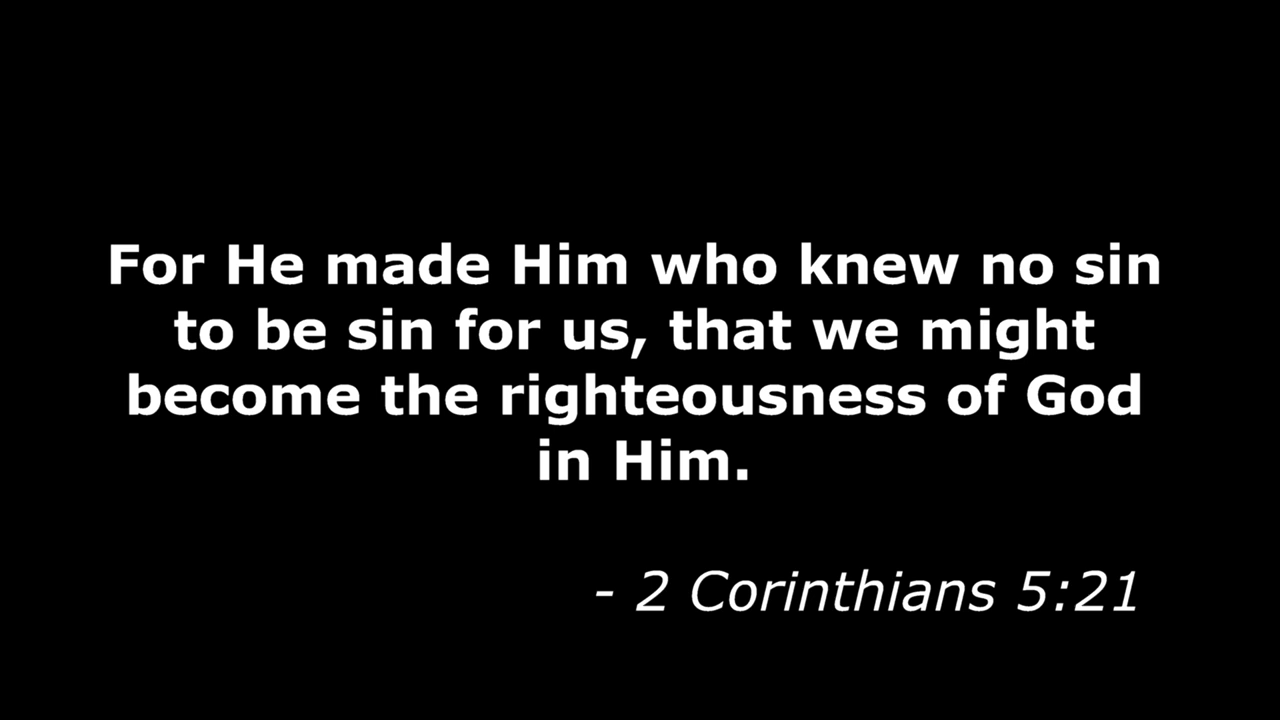 For He made Him who knew no sin
to be sin for us, that we might
become the righteousness of God
in Him.
- 2 Corinthians 5:21